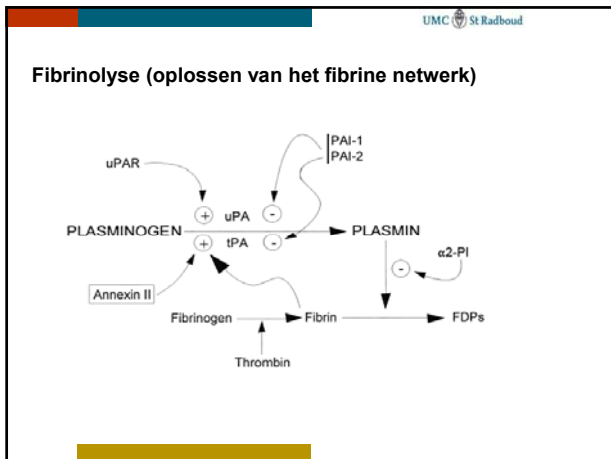 UMC St Radboud
Fibrinolyse (oplossen van het fibrine netwerk)
PAI-1
PAI-2
uPAR
+ uPA -
PLASMINOGEN PLASMIN
+ tPA -
α2-PI
-
Annexin II
Fibrinogen Fibrin FDPs
Thrombin